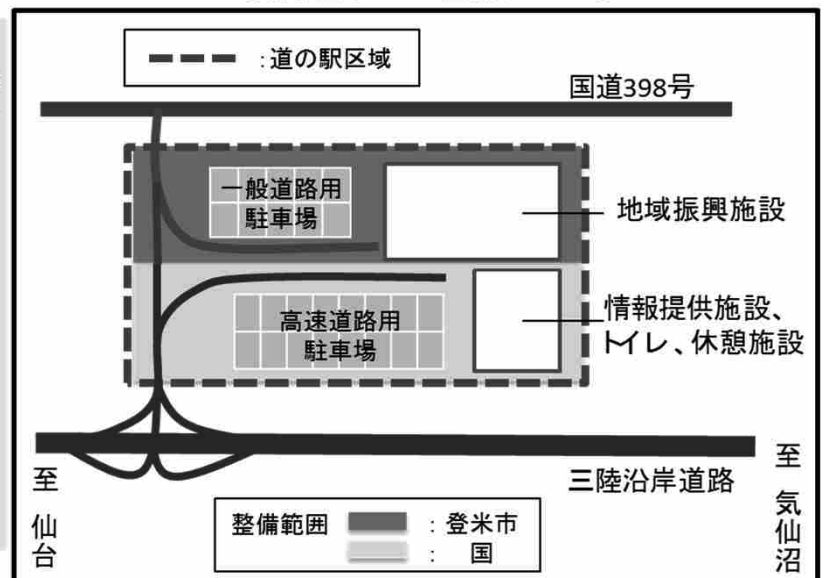 ：道の駅区域
国道398号
一般道路用
駐車場
地域振興施設
高速道路用
駐車場
情報提供施設、
トイレ、休憩施設
三陸沿岸道路
至 仙台
至 気仙沼
整備範囲
：登米市
：国